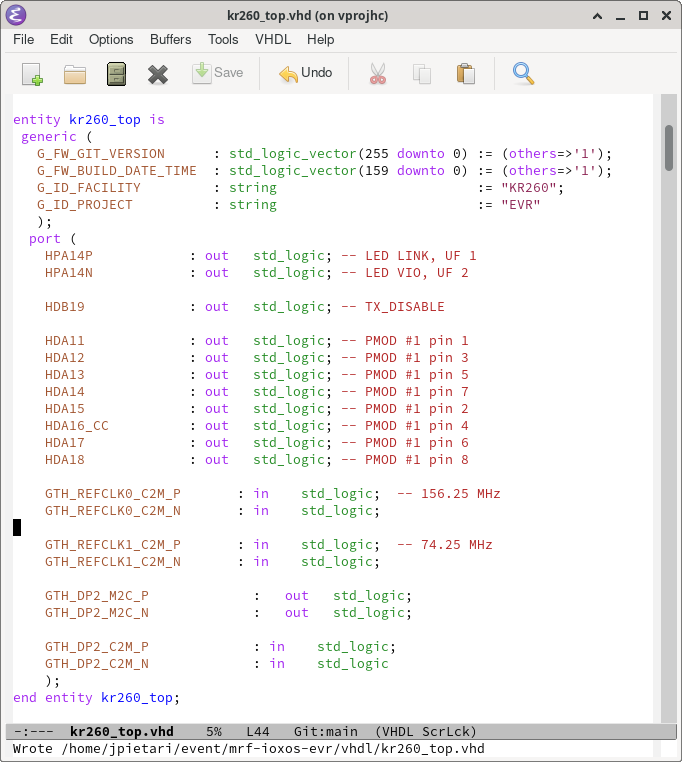 kr260_top.vhd (on vprojhc)
File Edit Options Buffers Tools VHDL Help
Save Undo
entity kr260_top is
generic (
G_FW_GIT_VERSION : std_logic_vector(255 downto 0) := (others=>'1');
G_FW_BUILD_DATE_TIME : std_logic_vector(159 downto 0) := (others=>'1');
G_ID_FACILITY : string := "KR260";
G_ID_PROJECT : string := "EVR"
);
port (
HPA14P : out std_logic; -- LED LINK, UF 1
HPA14N : out std_logic; -- LED VIO, UF 2
HDB19 : out std_logic; -- TX_DISABLE
HDA11 : out std_logic; -- PMOD #1 pin 1
HDA12 : out std_logic; -- PMOD #1 pin 3
HDA13 : out std_logic; -- PMOD #1 pin 5
HDA14 : out std_logic; -- PMOD #1 pin 7
HDA15 : out std_logic; -- PMOD #1 pin 2
HDA16_CC : out std_logic; -- PMOD #1 pin 4
HDA17 : out std_logic; -- PMOD #1 pin 6
HDA18 : out std_logic; -- PMOD #1 pin 8
GTH_REFCLK0_C2M_P : in std_logic; -- 156.25 MHz
GTH_REFCLK0_C2M_N : in std_logic;
GTH_REFCLK1_C2M_P : in std_logic; -- 74.25 MHz
GTH_REFCLK1_C2M_N : in std_logic;
GTH_DP2_M2C_P : out std_logic;
GTH_DP2_M2C_N : out std_logic;
GTH_DP2_C2M_P : in std_logic;
GTH_DP2_C2M_N : in std_logic
);
end entity kr260_top;
-:--- kr260_top.vhd 5% L44 Git:main (VHDL ScrLck)
Wrote /home/jpietari/event/mrf-ioxos-evr/vhdl/kr260_top.vhd